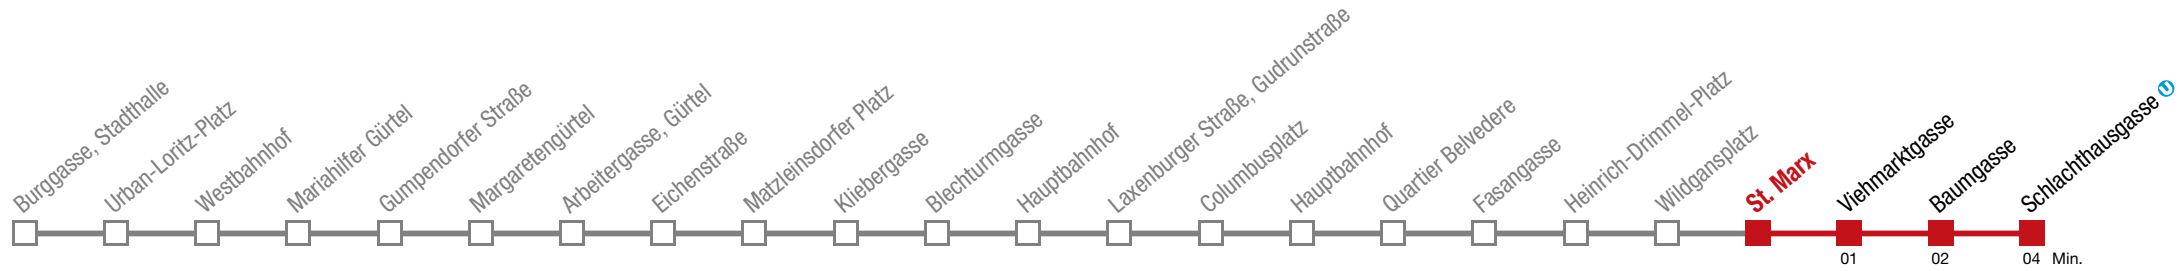 Burggasse, Stadthalle
Urban-Loritz-Platz
Westbahnhof
Mariahilfer Gürtel
Gumpendorfer Straße
Margaretengürtel
Arbeitergasse, Gürtel
Eichenstraße
Matzleinsdorfer Platz
Kliebergasse
Blechturmgasse
Hauptbahnhof
Laxenburger Straße, Gudrunstraße
Columbusplatz
Hauptbahnhof
Quartier Belvedere
Fasangasse
Heinrich-Drimmel-Platz
Wildgansplatz
St. Marx
Viehmarktgasse
Baumgasse
Schlachthausgasse U
01 02 04 Min.